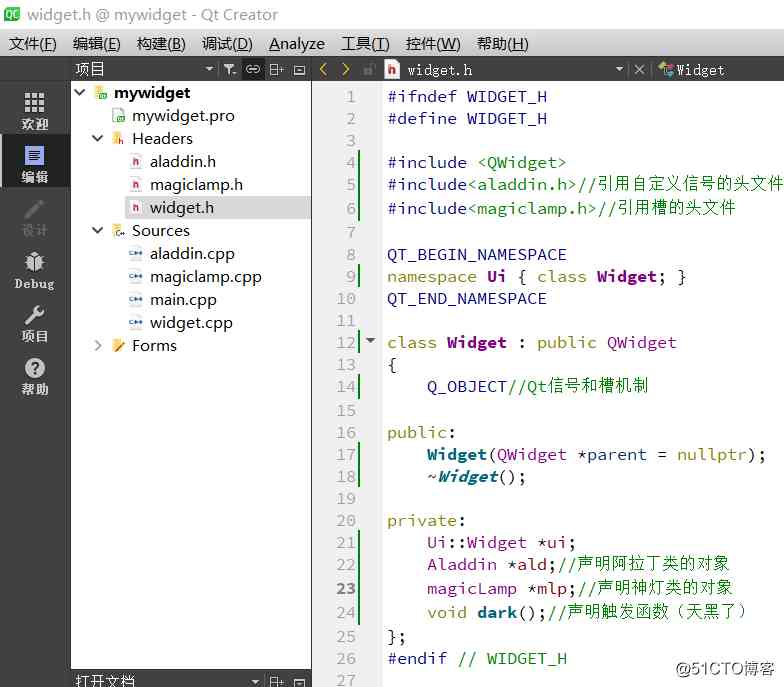 widget.h @ mywidget - Qt Creator
文件(F) 编辑(E) 构建(B) 调试(D) Analyze 工具(T) 控件(W) 帮助(H)
项目 widget.h Widget
欢迎
编辑
设计
Debug
项目
帮助
mywidget
mywidget.pro
Headers
aladdin.h
magiclamp.h
widget.h
Sources
aladdin.cpp
magiclamp.cpp
main.cpp
widget.cpp
Forms
打开文档
1 #ifndef WIDGET_H
2 #define WIDGET_H
3
4 #include <QWidget>
5 #include<aladdin.h>//引用自定义信号的头文件
6 #include<magiclamp.h>//引用槽的头文件
7
8 QT_BEGIN_NAMESPACE
9 namespace Ui { class Widget; }
10 QT_END_NAMESPACE
11
12 class Widget : public QWidget
13 {
14 Q_OBJECT//Qt信号和槽机制
15
16 public:
17 Widget(QWidget *parent = nullptr);
18 ~Widget();
19
20 private:
21 Ui::Widget *ui;
22 Aladdin *ald;//声明阿拉丁类的对象
23 magicLamp *mlp;//声明神灯类的对象
24 void dark();//声明触发函数（天黑了）
25 };
26 #endif // WIDGET_H
27
@51CTO博客